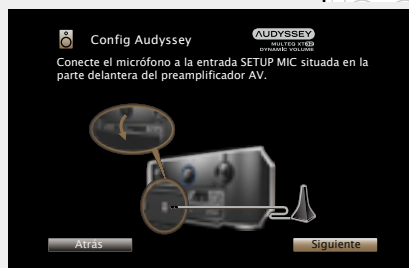 Config Audyssey
AUDYSSEY
MULTEQ XT32
DYNAMIC VOLUME
Conecte el micrófono a la entrada SETUP MIC situada en la
parte delantera del preamplificador AV.
Atrás
Siguiente